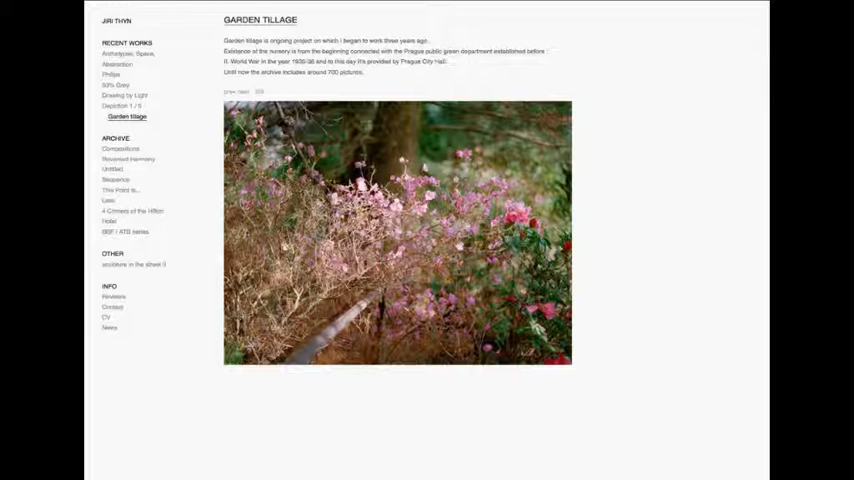 JIRI THYN
RECENT WORKS
Archetypes, Space,
Abstraction
Philips
50% Grey
Drawing by Light
Depiction 1 / 5
Garden tillage
ARCHIVE
Compositions
Reversed Harmony
Untitled
Sequence
This Point is...
Less
4 Corners of the Hilton
Hotel
BBF / ATB series
OTHER
sculpture in the street II
INFO
Reviews
Contact
CV
News
GARDEN TILLAGE
Garden tillage is ongoing project on which I began to work three years ago.
Existence of the nursery is from the beginning connected with the Prague public green department established before
II. World War in the year 1935-36 and to this day it's provided by Prague City Hall.
Until now the archive includes around 700 pictures.
prev next